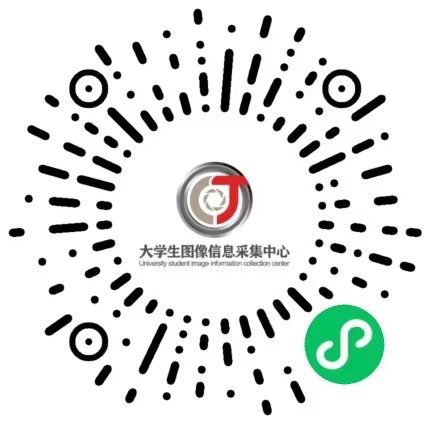 大学生图像信息采集中心
University student image information collection center